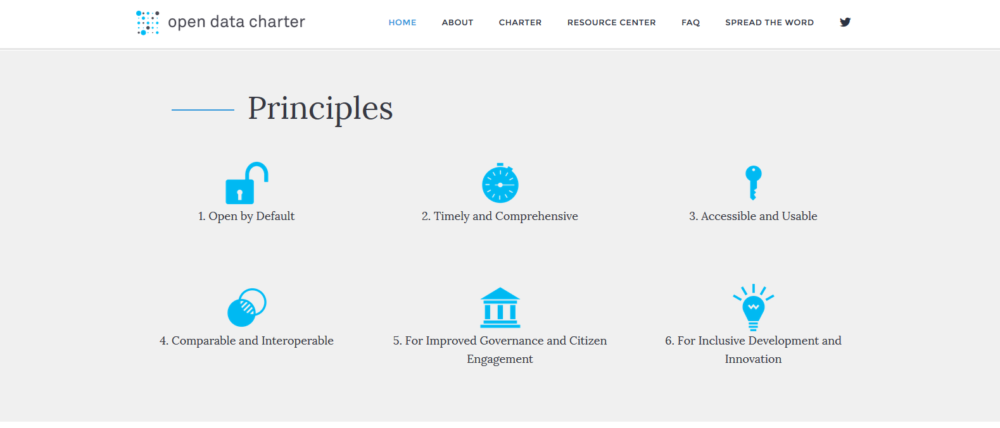 open data charter
HOME ABOUT CHARTER RESOURCE CENTER FAQ SPREAD THE WORD
Principles
1. Open by Default
2. Timely and Comprehensive
3. Accessible and Usable
4. Comparable and Interoperable
5. For Improved Governance and Citizen
Engagement
6. For Inclusive Development and
Innovation